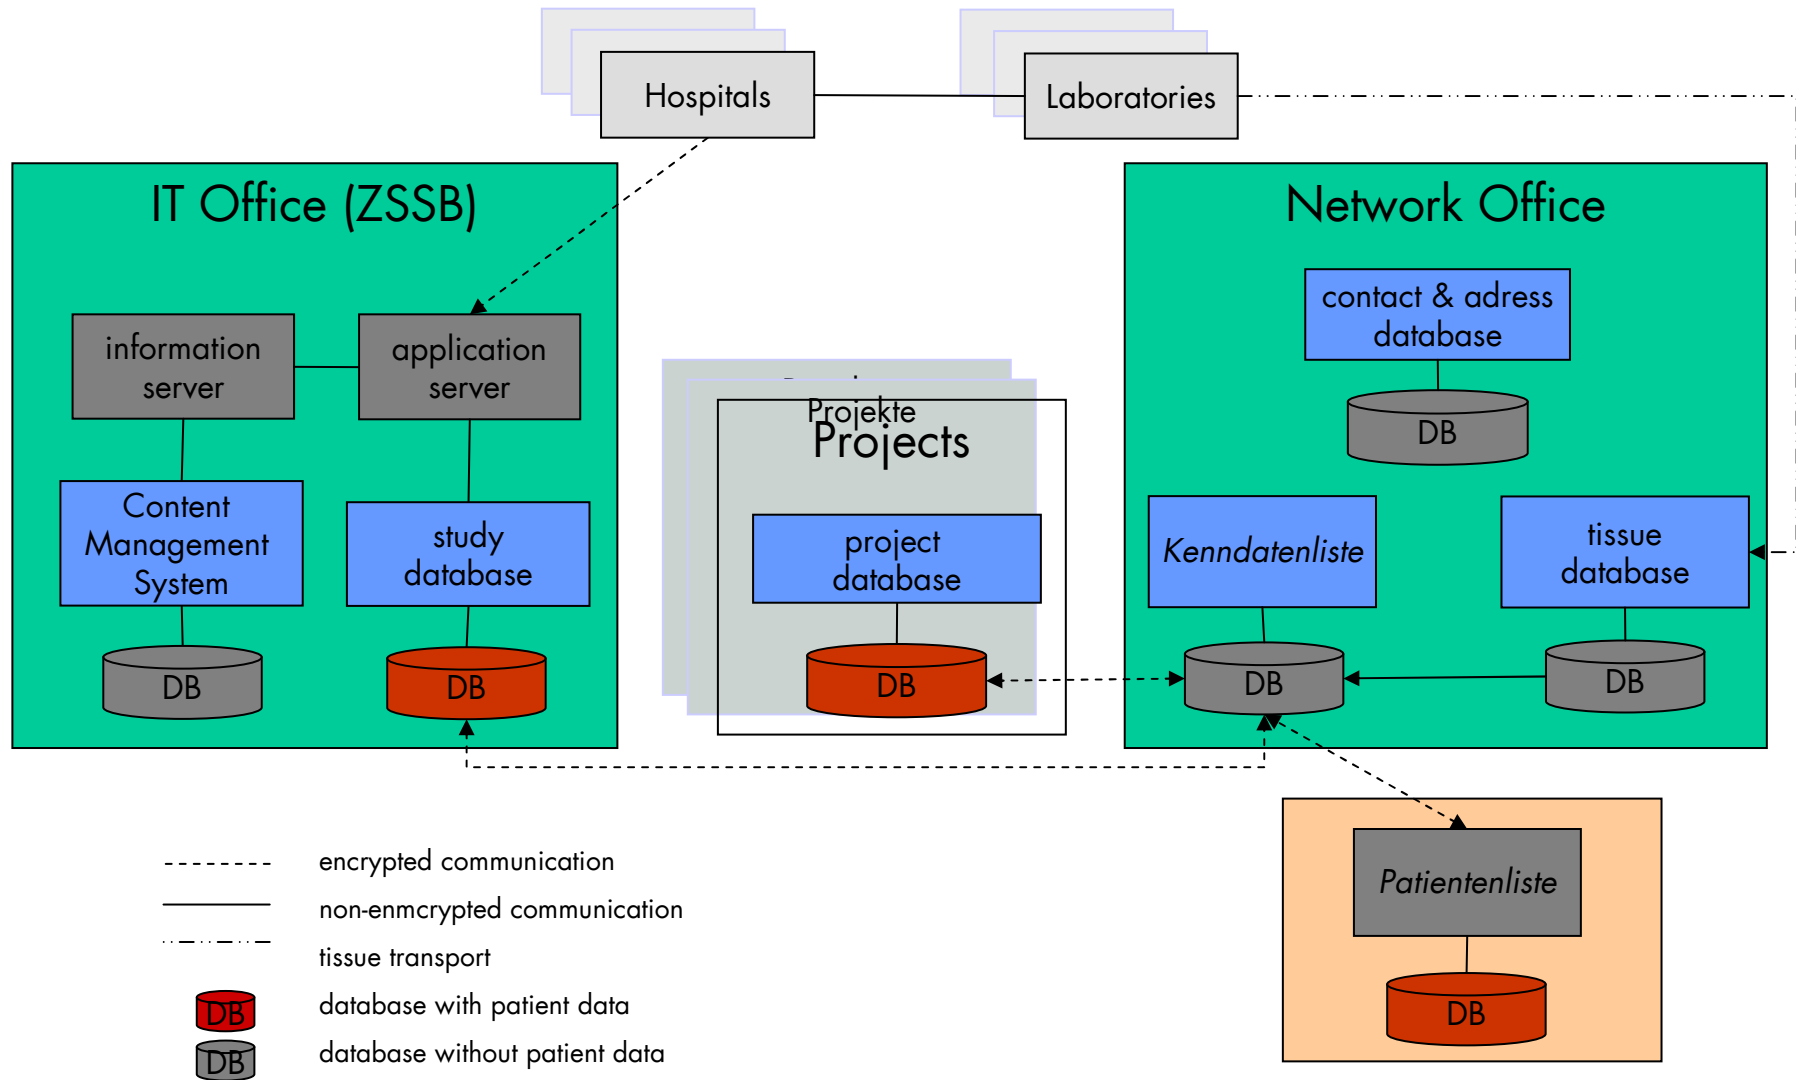 Hospitals
Laboratories
IT Office (ZSSB)
Network Office
contact & adress
database
DB
information
server
application
server
Projekte
Projects
Content
Management
System
study
database
project
database
Kenndatenliste
tissue
database
DB
DB
DB
DB
DB
Patientenliste
DB
encrypted communication
non-enmcrypted communication
tissue transport
DB
database with patient data
DB
database without patient data